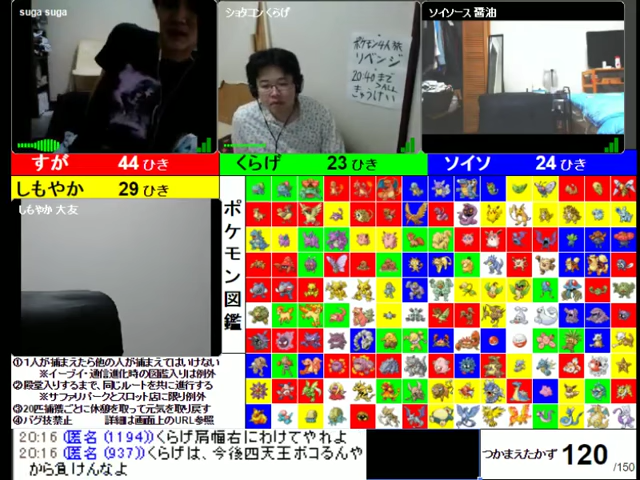 suga suga
ショタコンくらげ
ソイソース 醤油
ポケモン4人旅
リベンジ
20:40まで
きゅうけい
すが 44 ひき
くらげ 23 ひき
ソイソ 24 ひき
しもやか 29 ひき
しもやか 大友
ポケモン図鑑
①1人が捕まえたら他の人が捕まえてはいけない
※イーブイ・通信進化時の図鑑入りは例外
②殿堂入りするまで、同じルートを共に進行する
※サファリパークとスロット店に限り別例外
③20匹捕獲ごとに休憩を取って元気を取り戻す
④バグ技禁止 詳細は画面上のURL参照
20:16 (匿名(1194)) くらげ肩幅右にわけてやれよ
20:16 (匿名(937)) くらげは、今後四天王ボコるんや
から負けんなよ
つかまえたかず 120 /150